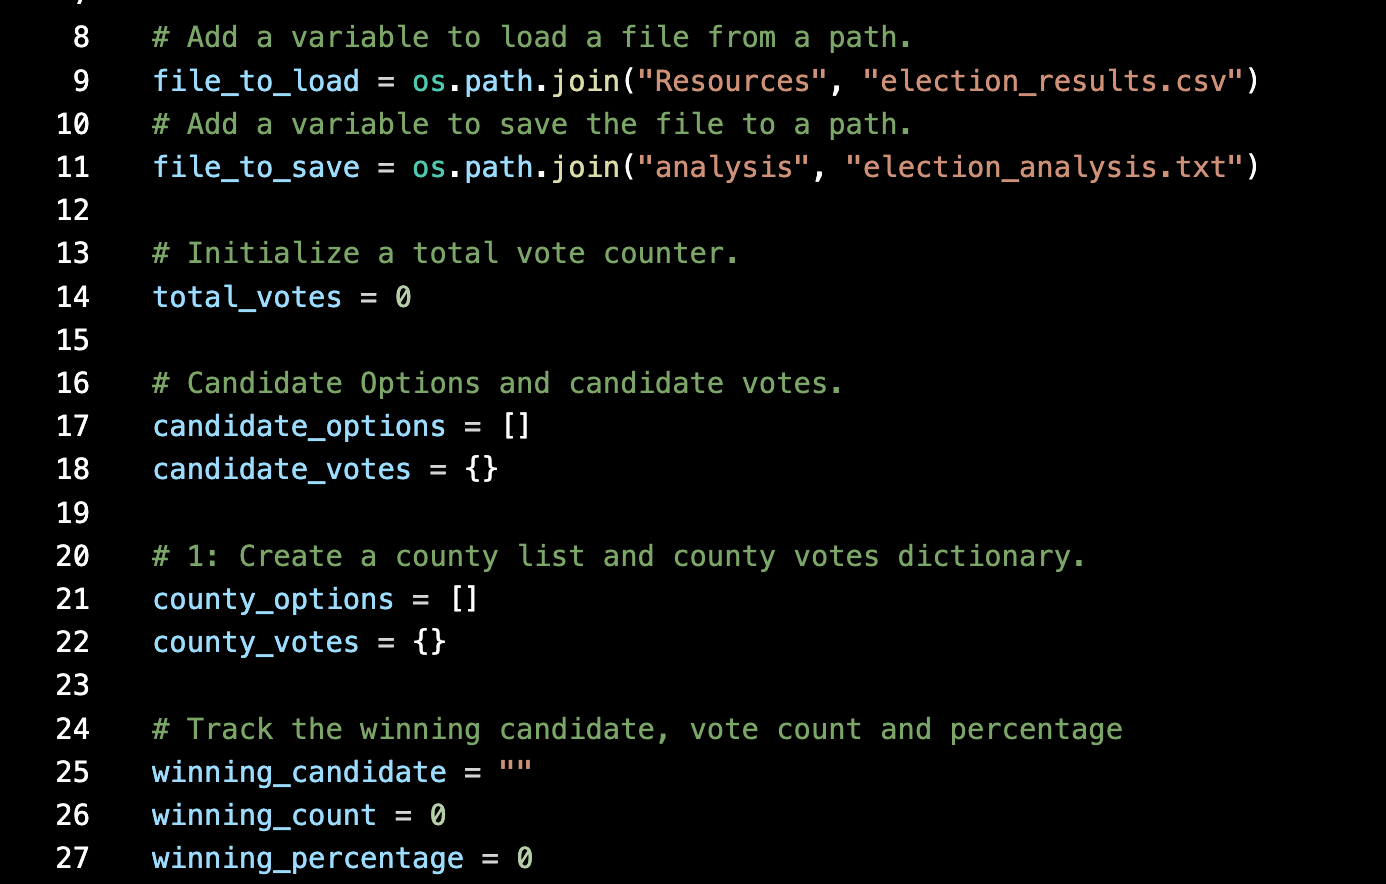 8 # Add a variable to load a file from a path.
9 file_to_load = os.path.join("Resources", "election_results.csv")
10 # Add a variable to save the file to a path.
11 file_to_save = os.path.join("analysis", "election_analysis.txt")
12
13 # Initialize a total vote counter.
14 total_votes = 0
15
16 # Candidate Options and candidate votes.
17 candidate_options = []
18 candidate_votes = {}
19
20 # 1: Create a county list and county votes dictionary.
21 county_options = []
22 county_votes = {}
23
24 # Track the winning candidate, vote count and percentage
25 winning_candidate = ""
26 winning_count = 0
27 winning_percentage = 0